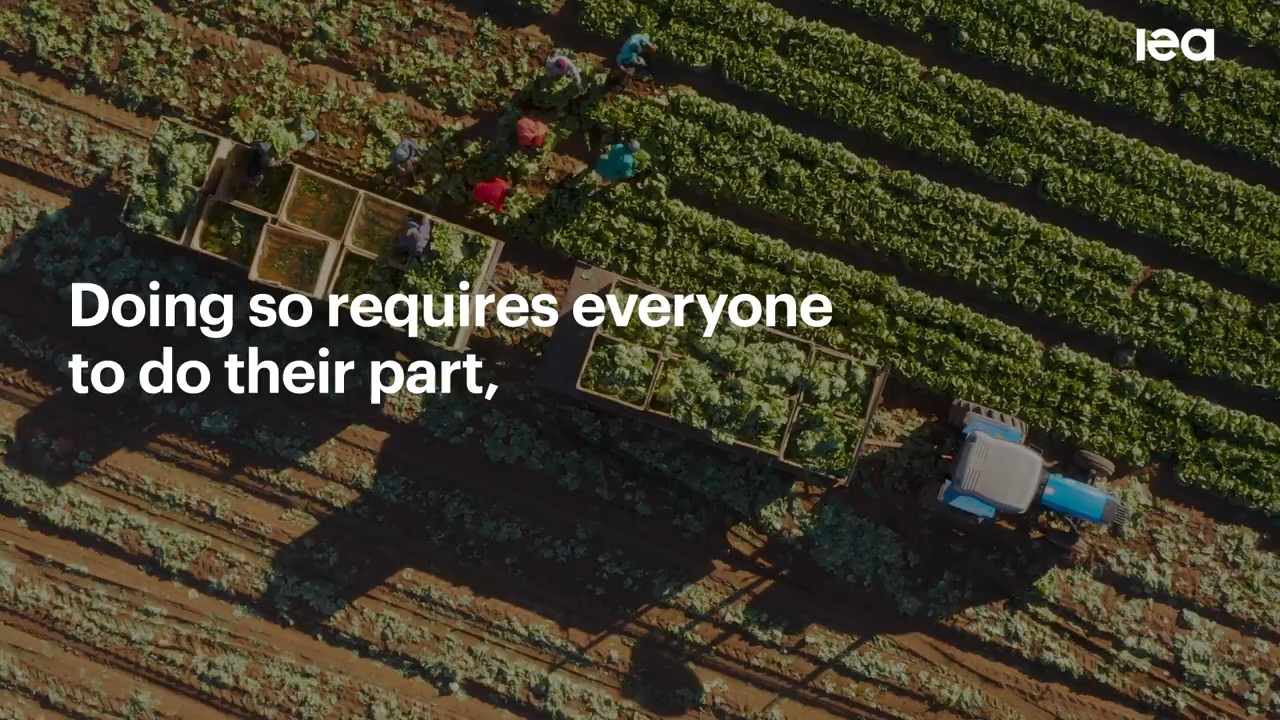 iea
Doing so requires everyone
to do their part,